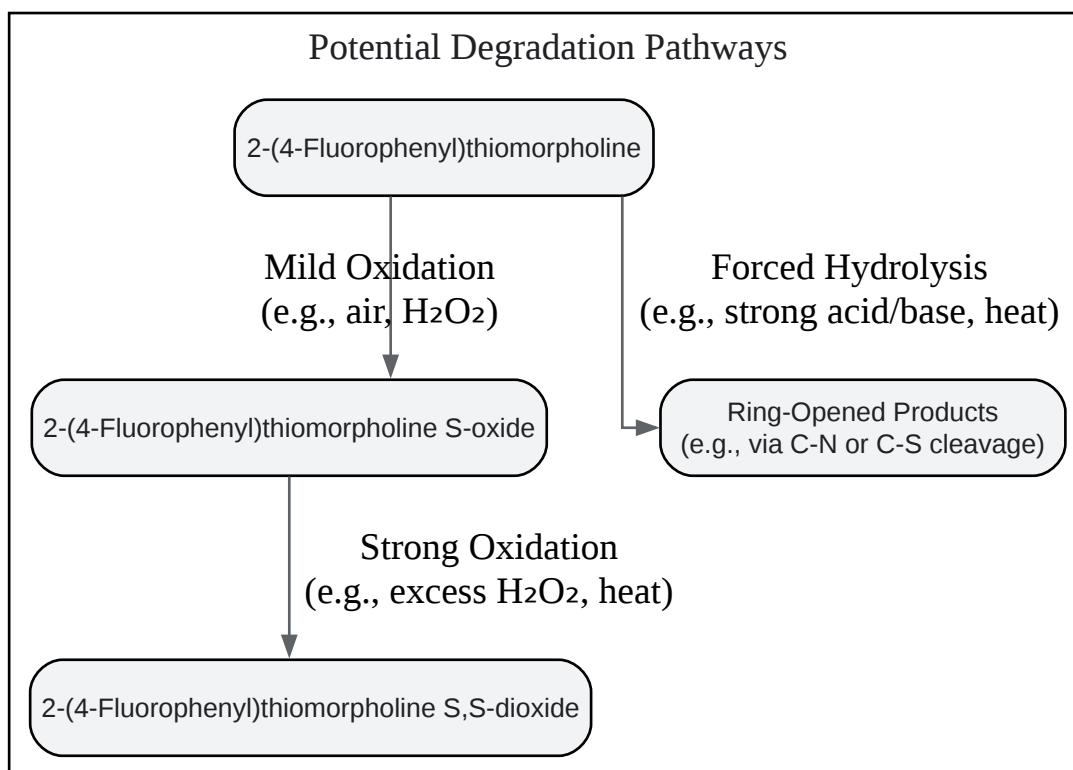 Potential Degradation Pathways
2-(4-Fluorophenyl)thiomorpholine
Mild Oxidation
(e.g., air, H₂O₂)
Forced Hydrolysis
(e.g., strong acid/base, heat)
2-(4-Fluorophenyl)thiomorpholine S-oxide
Ring-Opened Products
(e.g., via C-N or C-S cleavage)
Strong Oxidation
(e.g., excess H₂O₂, heat)
2-(4-Fluorophenyl)thiomorpholine S,S-dioxide